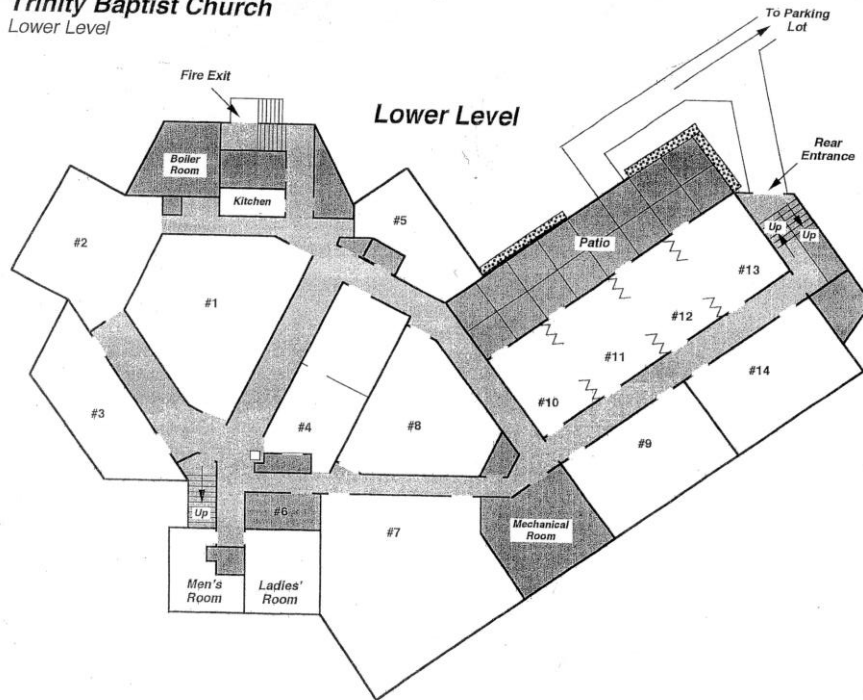 Trinity Baptist Church
Lower Level
To Parking
Lot
Fire Exit
Lower Level
Rear
Entrance
Boiler
Room
Kitchen
#5
#2
Patio
Up
Up
#1
#13
#12
#11
#14
#10
#3
#4
#8
#9
Up
#6
#7
Mechanical
Room
Men's
Room
Ladies'
Room